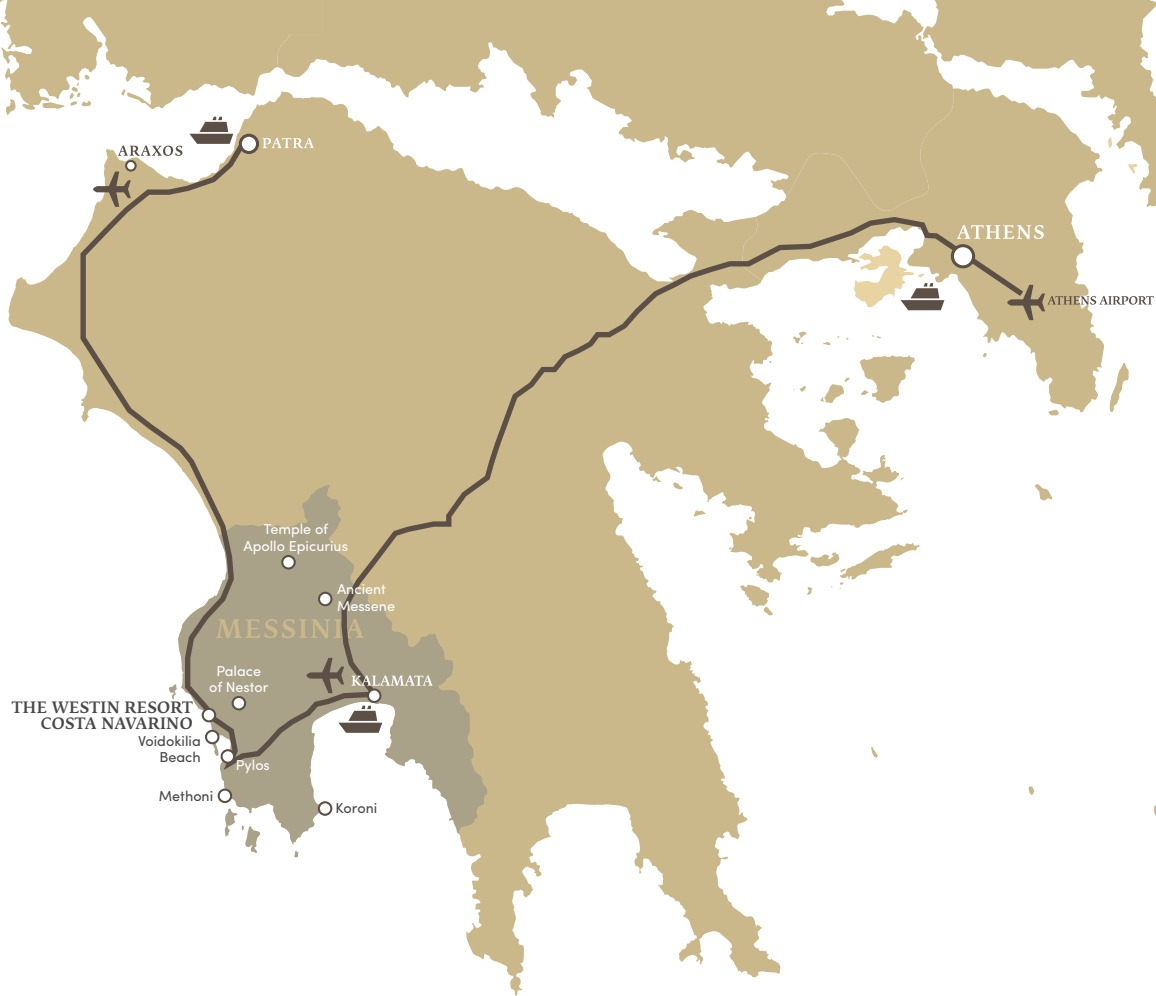 ARAXOS
PATRA
ATHENS
ATHENS AIRPORT
Temple of
Apollo Epicurius
Ancient
Messene
MESSINIA
Palace
of Nestor
KALAMATA
THE WESTIN RESORT
COSTA NAVARINO
Voidokilia
Beach
Pylos
Methoni
Koroni